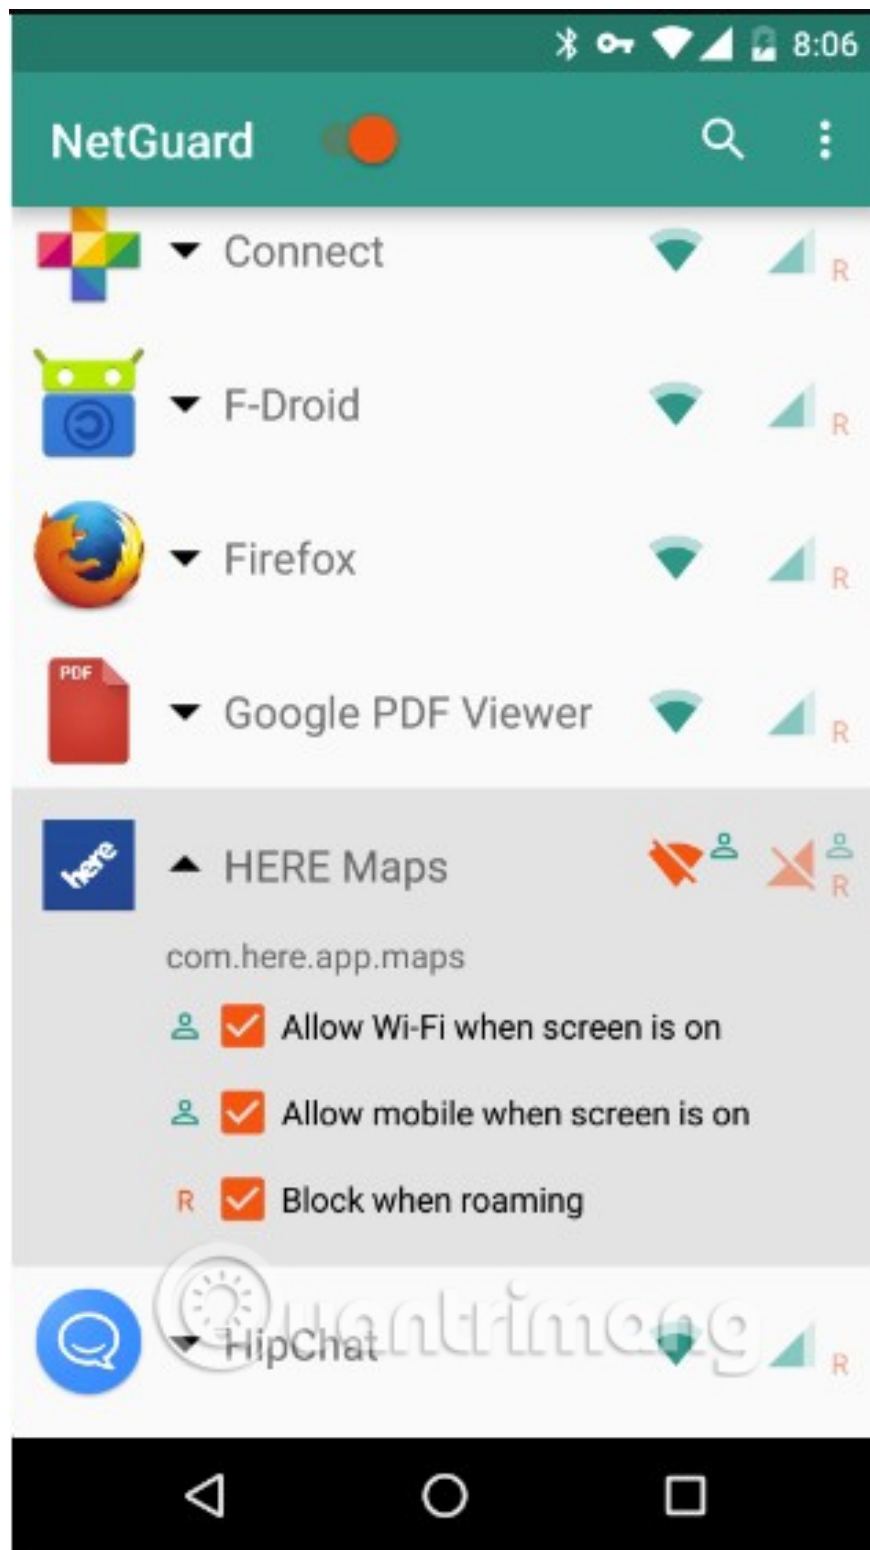 8:06
NetGuard
Connect
R
F-Droid
R
Firefox
R
PDF
Google PDF Viewer
R
here
HERE Maps
R
com.here.app.maps
Allow Wi-Fi when screen is on
Allow mobile when screen is on
R Block when roaming
Quantrimang
HipChat
R